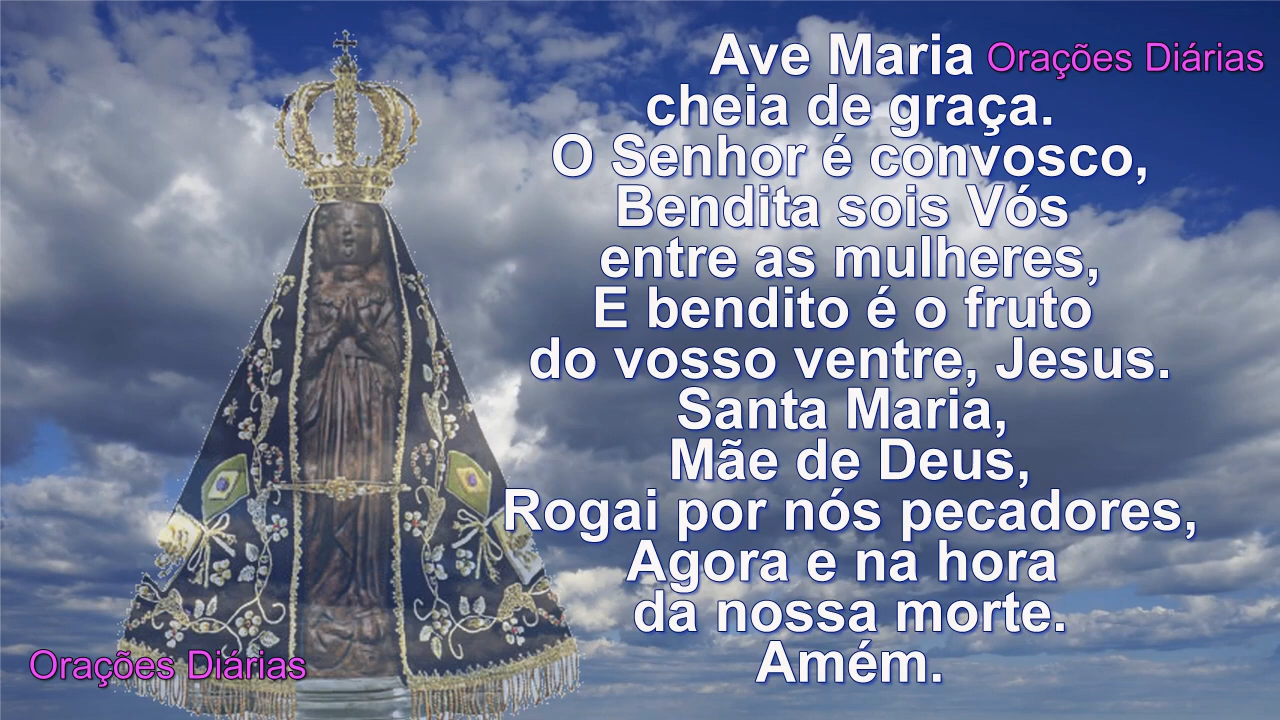 Ave Maria Orações Diárias
cheia de graça.
O Senhor é convosco,
Bendita sois Vós
entre as mulheres,
E bendito é o fruto
do vosso ventre, Jesus.
Santa Maria,
Mãe de Deus,
Rogai por nós pecadores,
Agora e na hora
da nossa morte.
Amém.
Orações Diárias